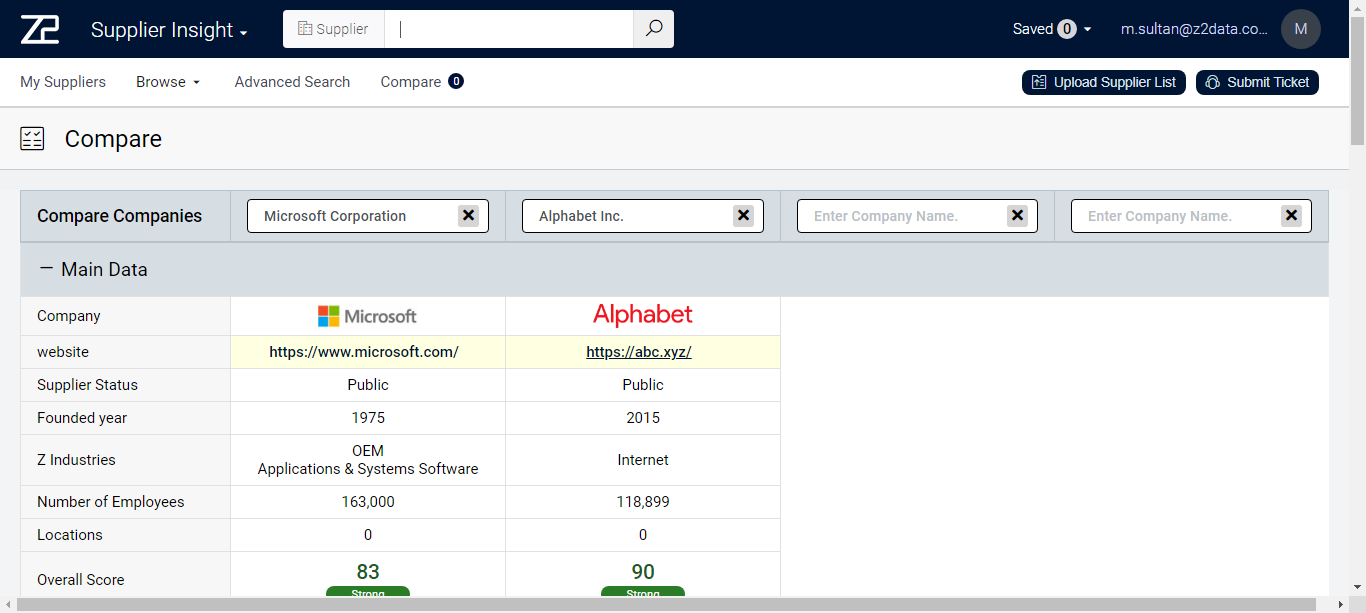 Z2 Supplier Insight Supplier Saved 0 m.sultan@z2data.co... M
My Suppliers Browse Advanced Search Compare 0 Upload Supplier List Submit Ticket
Compare
Compare Companies Microsoft Corporation Alphabet Inc. Enter Company Name. Enter Company Name.
Main Data
Company Microsoft Alphabet
website https://www.microsoft.com/ https://abc.xyz/
Supplier Status Public Public
Founded year 1975 2015
Z Industries OEM
Applications & Systems Software Internet
Number of Employees 163,000 118,899
Locations 0 0
Overall Score 83 90
Strong Strong